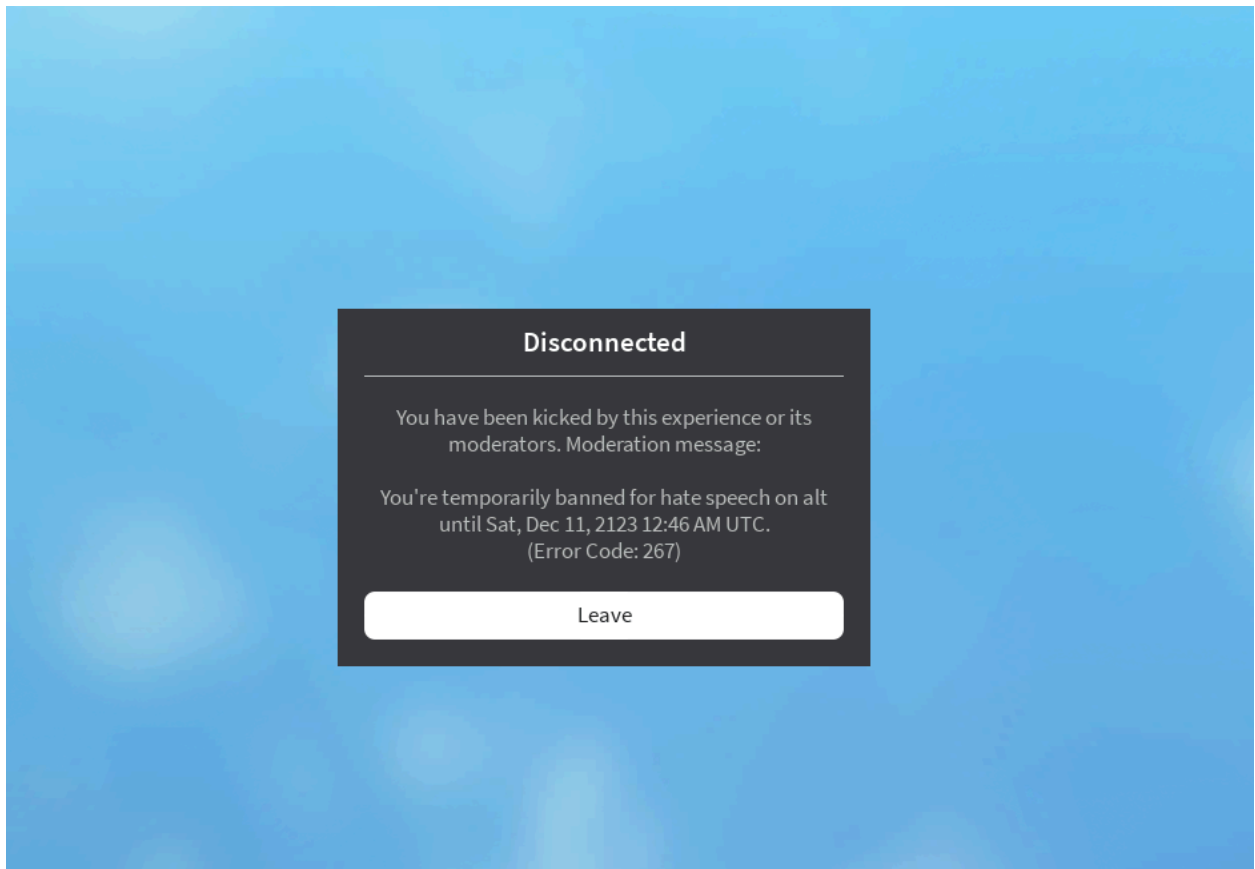 Disconnected
You have been kicked by this experience or its
moderators. Moderation message:
You're temporarily banned for hate speech on alt
until Sat, Dec 11, 2123 12:46 AM UTC.
(Error Code: 267)
Leave